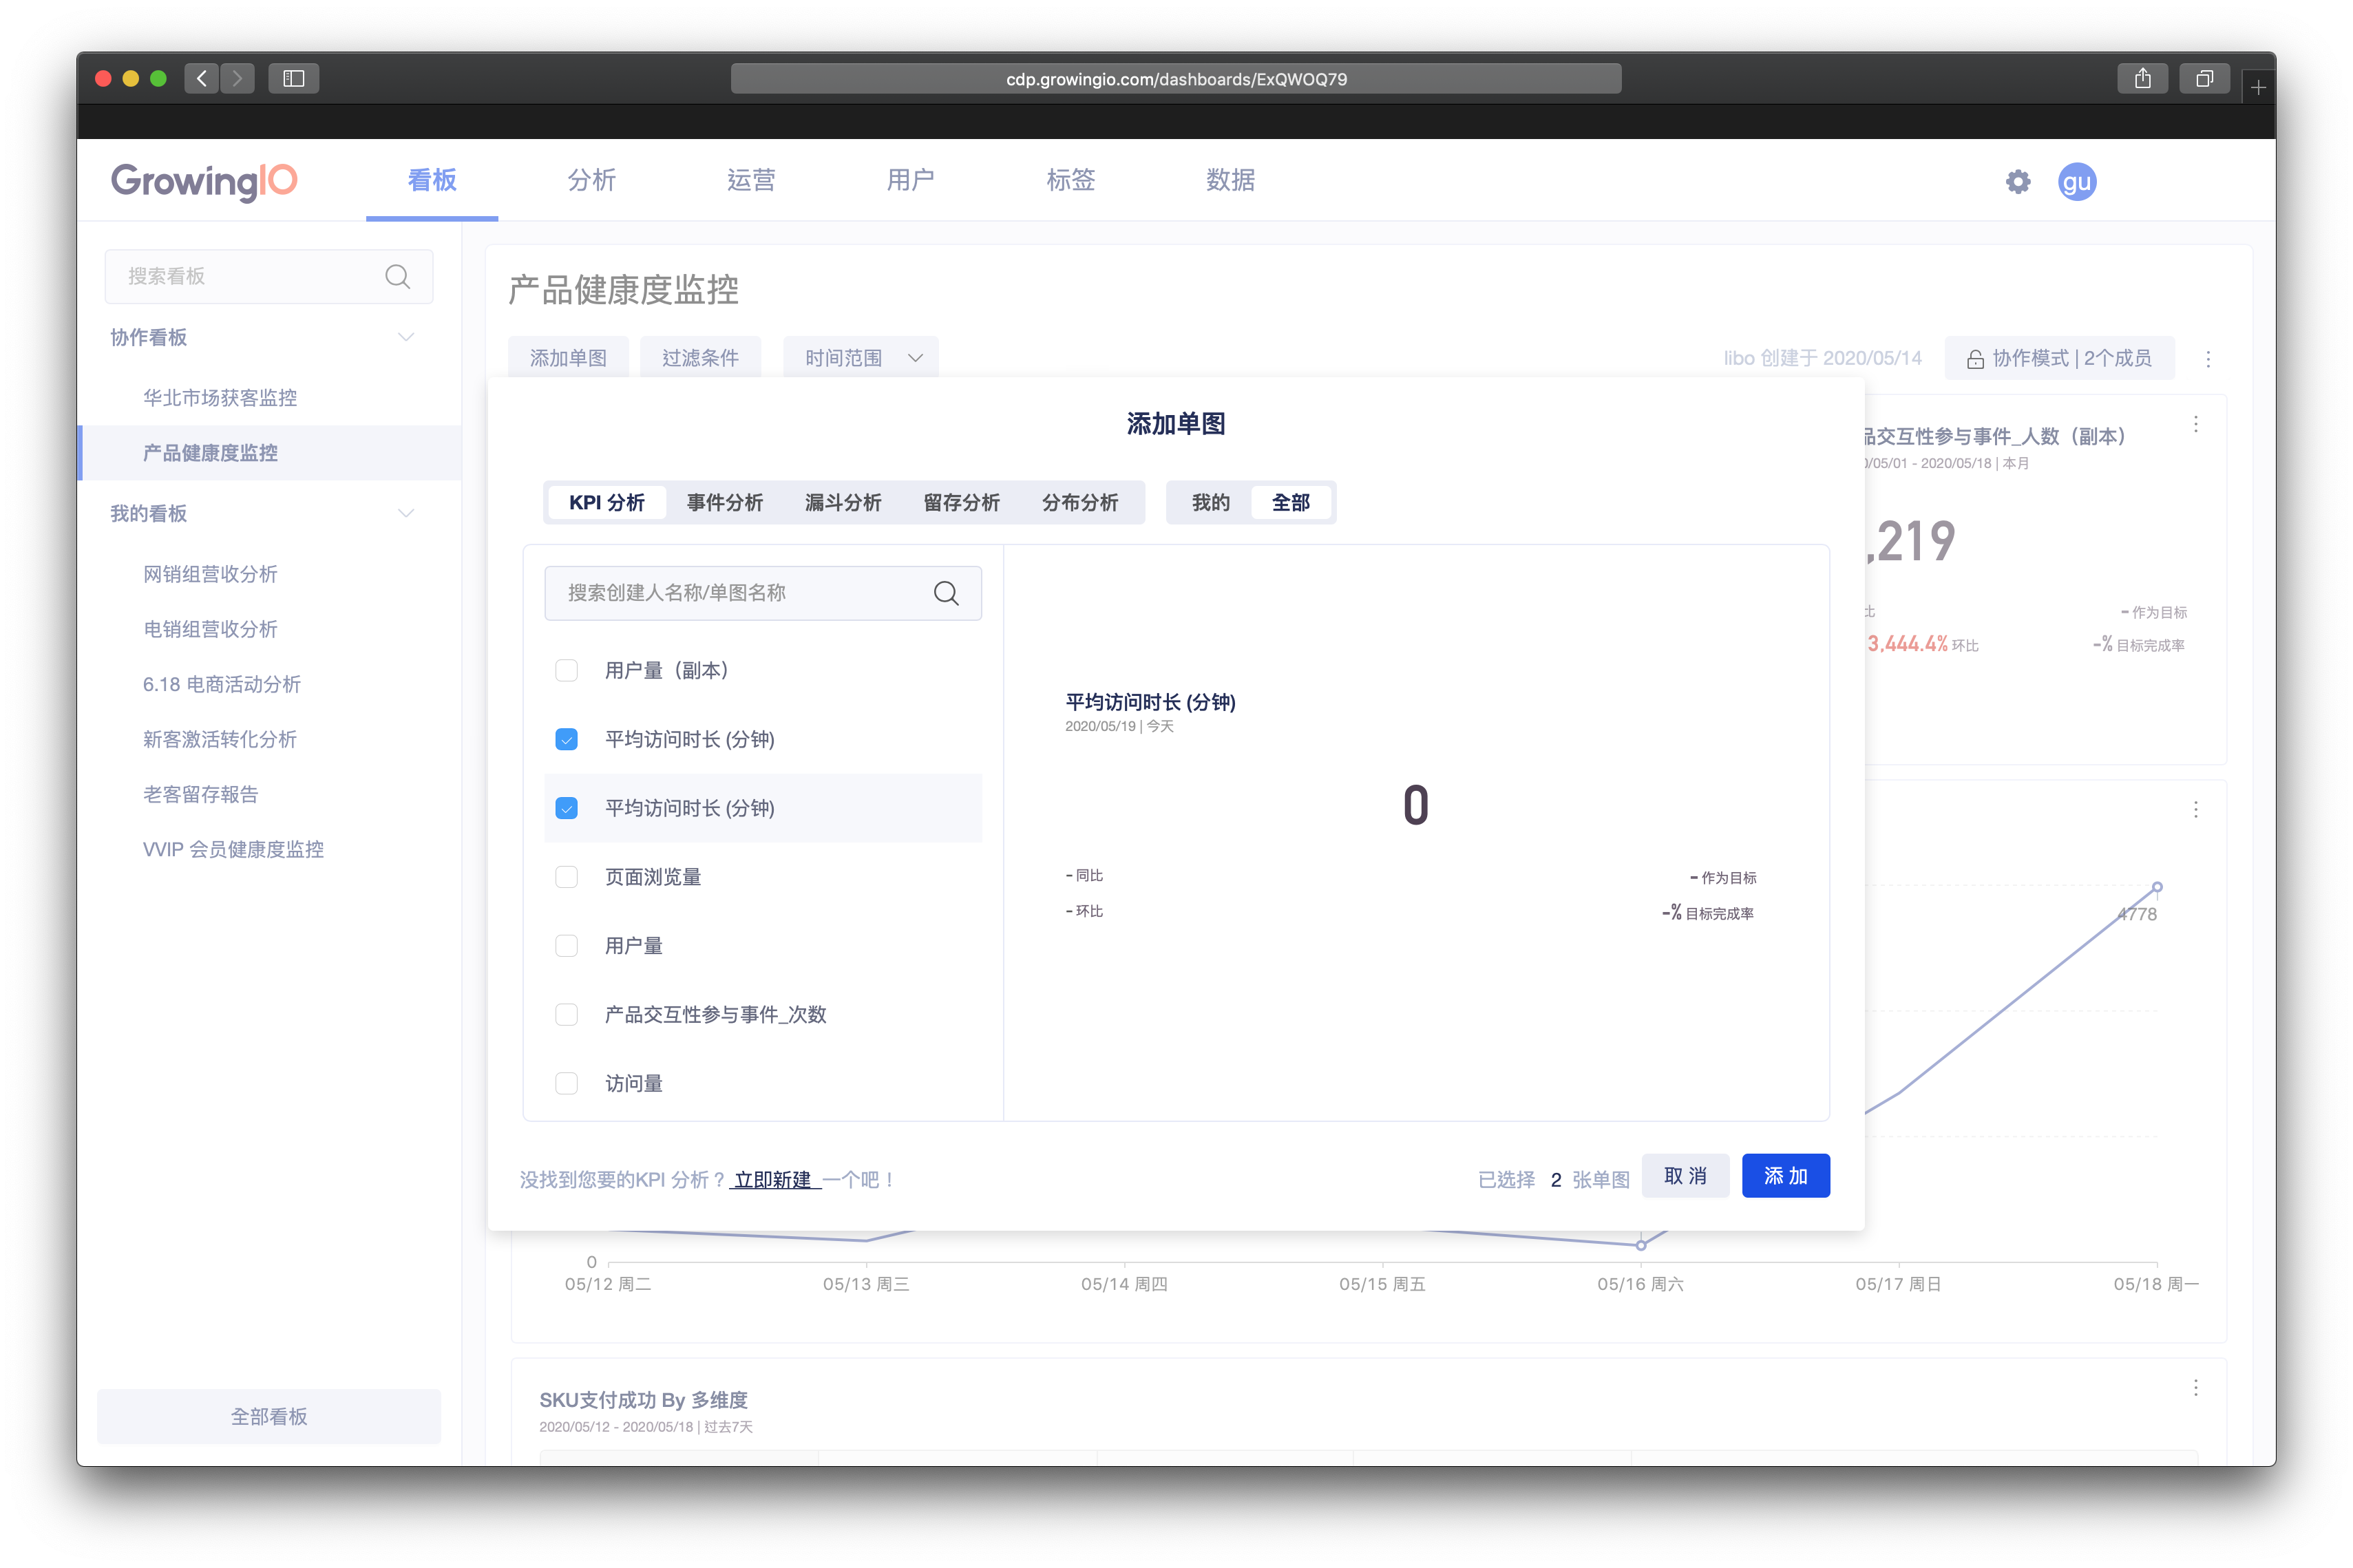 cdp.growingio.com/dashboards/ExQWOQ79
GrowingIO
看板
分析
运营
用户
标签
数据
gu
搜索看板
协作看板
华北市场获客监控
产品健康度监控
我的看板
网销组营收分析
电销组营收分析
6.18 电商活动分析
新客激活转化分析
老客留存報告
VVIP 会员健康度监控
全部看板
产品健康度监控
添加单图
过滤条件
时间范围
libo 创建于 2020/05/14
协作模式 | 2个成员
添加单图
KPI 分析
事件分析
漏斗分析
留存分析
分布分析
我的
全部
搜索创建人名称/单图名称
用户量（副本）
平均访问时长 (分钟)
平均访问时长 (分钟)
页面浏览量
用户量
产品交互性参与事件_次数
访问量
平均访问时长 (分钟)
2020/05/19 | 今天
0
- 同比
- 作为目标
- 环比
-% 目标完成率
没找到您要的KPI 分析？ 立即新建 一个吧！
已选择 2 张单图
取 消
添 加
品交互性参与事件_人数（副本）
/05/01 - 2020/05/18 | 本月
,219
比
- 作为目标
3,444.4% 环比
-% 目标完成率
4778
0
05/12 周二
05/13 周三
05/14 周四
05/15 周五
05/16 周六
05/17 周日
05/18 周一
SKU支付成功 By 多维度
2020/05/12 - 2020/05/18 | 过去7天